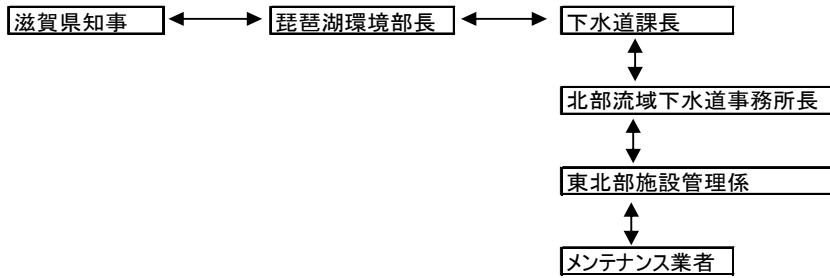 滋賀県知事
琵琶湖環境部長
下水道課長
北部流域下水道事務所長
東北部施設管理係
メンテナンス業者